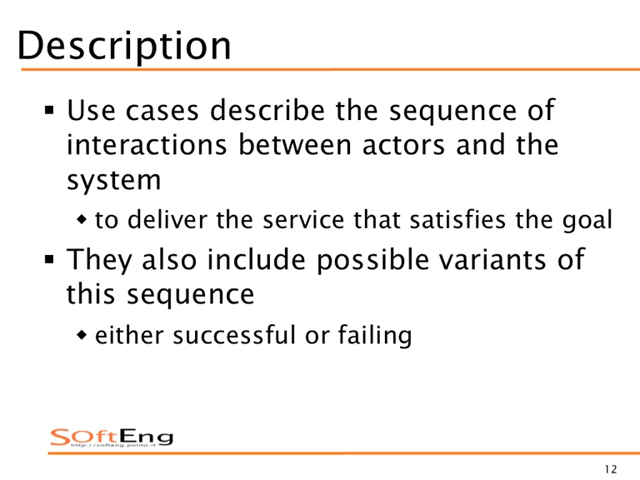 Description
▪ Use cases describe the sequence of
interactions between actors and the
system
◆ to deliver the service that satisfies the goal
▪ They also include possible variants of
this sequence
◆ either successful or failing
SoftEng
http://softeng.polito.it
12